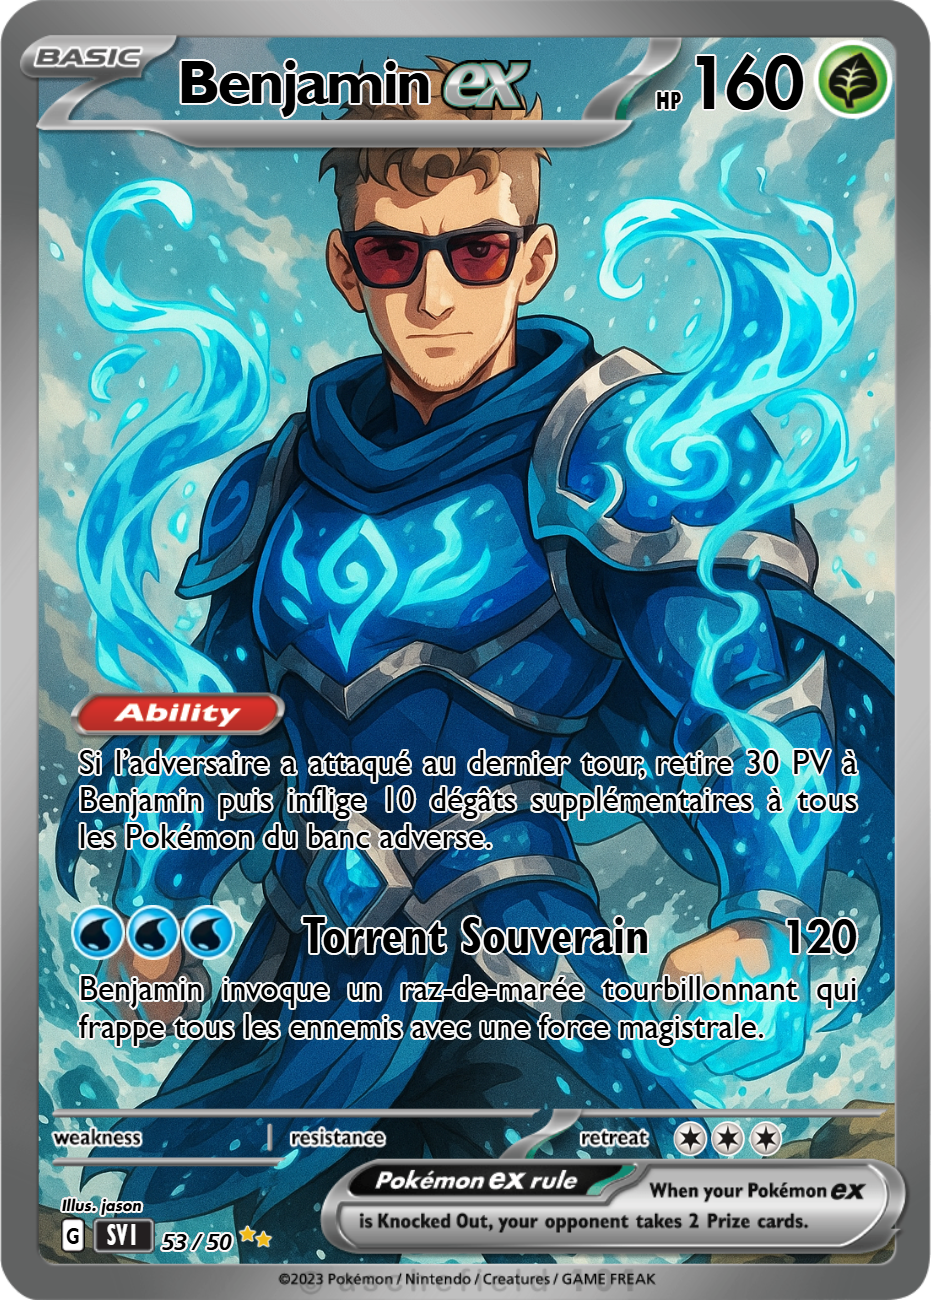 BASIC
Benjamin ex
HP 160
Ability
Si l'adversaire a attaqué au dernier tour, retire 30 PV à
Benjamin puis inflige 10 dégâts supplémentaires à tous
les Pokémon du banc adverse.
Torrent Souverain 120
Benjamin invoque un raz-de-marée tourbillonnant qui
frappe tous les ennemis avec une force magistrale.
weakness resistance retreat
Pokémon ex rule
When your Pokémon ex
is Knocked Out, your opponent takes 2 Prize cards.
Illus. jason
G SVI 53 / 50
©2023 Pokémon / Nintendo / Creatures / GAME FREAK